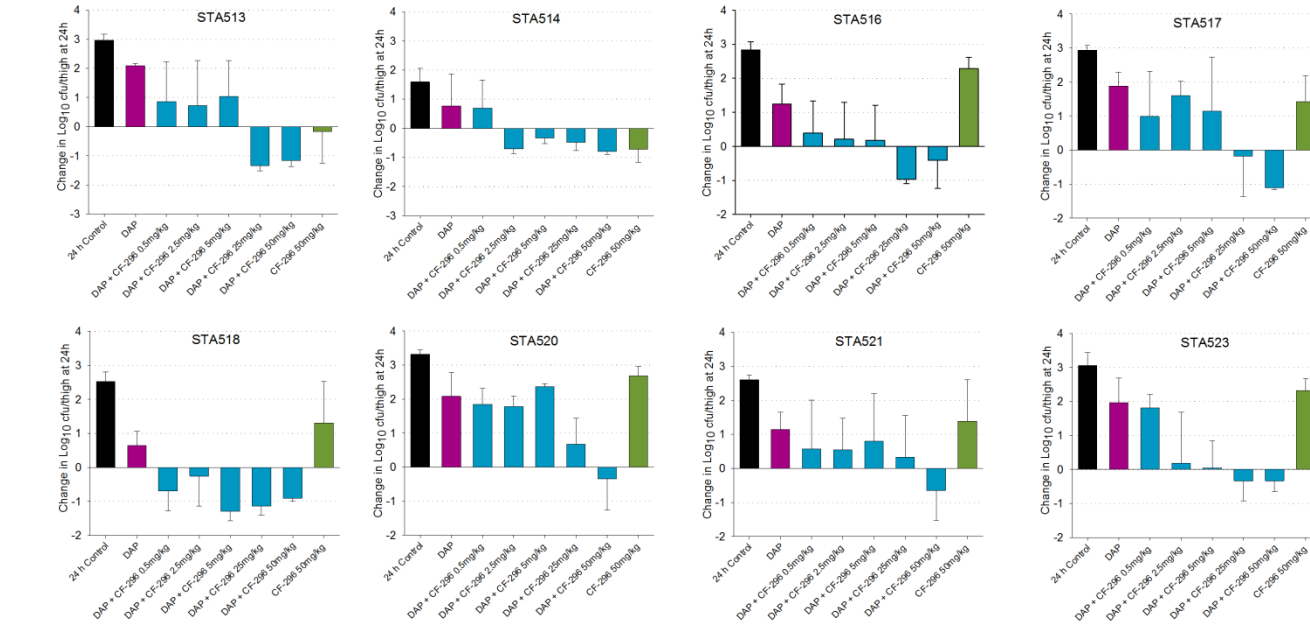 STA513
Change in Log10 cfu/thigh at 24h
4
3
2
1
0
-1
-2
-3
24 h Control
DAP
DAP + CF-296 0.5mg/kg
DAP + CF-296 2.5mg/kg
DAP + CF-296 5mg/kg
DAP + CF-296 25mg/kg
DAP + CF-296 50mg/kg
CF-296 50mg/kg
STA514
Change in Log10 cfu/thigh at 24h
4
3
2
1
0
-1
-2
-3
24 h Control
DAP
DAP + CF-296 0.5mg/kg
DAP + CF-296 2.5mg/kg
DAP + CF-296 5mg/kg
DAP + CF-296 25mg/kg
DAP + CF-296 50mg/kg
CF-296 50mg/kg
STA516
Change in Log10 cfu/thigh at 24h
4
3
2
1
0
-1
-2
24 h Control
DAP
DAP + CF-296 0.5mg/kg
DAP + CF-296 2.5mg/kg
DAP + CF-296 5mg/kg
DAP + CF-296 25mg/kg
DAP + CF-296 50mg/kg
CF-296 50mg/kg
STA517
Change in Log10 cfu/thigh at 24h
4
3
2
1
0
-1
-2
24 h Control
DAP
DAP + CF-296 0.5mg/kg
DAP + CF-296 2.5mg/kg
DAP + CF-296 5mg/kg
DAP + CF-296 25mg/kg
DAP + CF-296 50mg/kg
CF-296 50mg/kg
STA518
Change in Log10 cfu/thigh at 24h
4
3
2
1
0
-1
-2
24 h Control
DAP
DAP + CF-296 0.5mg/kg
DAP + CF-296 2.5mg/kg
DAP + CF-296 5mg/kg
DAP + CF-296 25mg/kg
DAP + CF-296 50mg/kg
CF-296 50mg/kg
STA520
Change in Log10 cfu/thigh at 24h
4
3
2
1
0
-1
-2
24 h Control
DAP
DAP + CF-296 0.5mg/kg
DAP + CF-296 2.5mg/kg
DAP + CF-296 5mg/kg
DAP + CF-296 25mg/kg
DAP + CF-296 50mg/kg
CF-296 50mg/kg
STA521
Change in Log10 cfu/thigh at 24h
4
3
2
1
0
-1
-2
24 h Control
DAP
DAP + CF-296 0.5mg/kg
DAP + CF-296 2.5mg/kg
DAP + CF-296 5mg/kg
DAP + CF-296 25mg/kg
DAP + CF-296 50mg/kg
CF-296 50mg/kg
STA523
Change in Log10 cfu/thigh at 24h
4
3
2
1
0
-1
-2
24 h Control
DAP
DAP + CF-296 0.5mg/kg
DAP + CF-296 2.5mg/kg
DAP + CF-296 5mg/kg
DAP + CF-296 25mg/kg
DAP + CF-296 50mg/kg
CF-296 50mg/kg